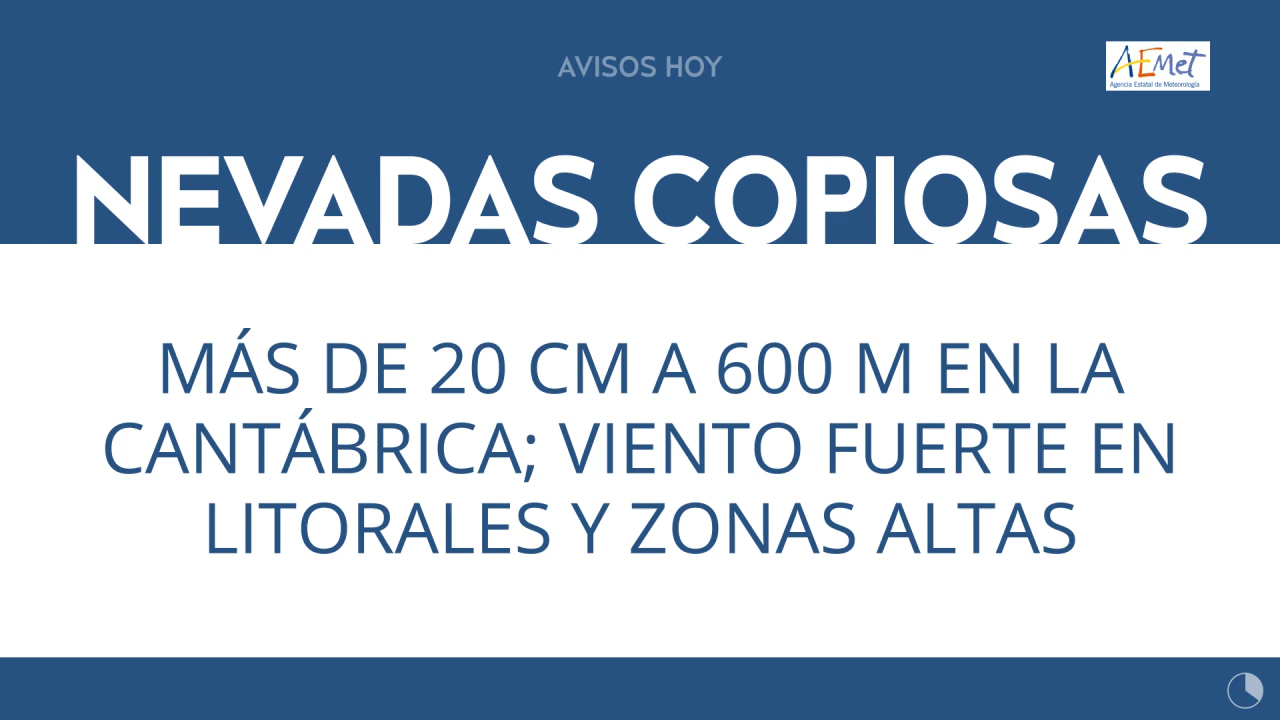 AVISOS HOY
AEMet
Agencia Estatal de Meteorología
NEVADAS COPIOSAS
MÁS DE 20 CM A 600 M EN LA
CANTÁBRICA; VIENTO FUERTE EN
LITORALES Y ZONAS ALTAS